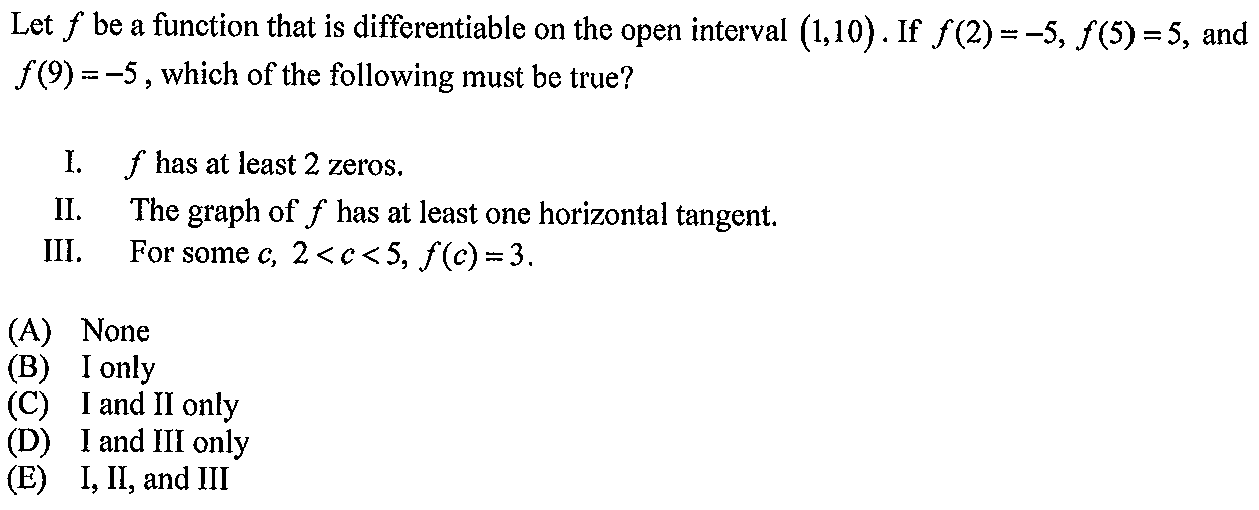 Let f be a function that is differentiable on the open interval (1,10). If f(2) = −5, f(5) = 5, and
f(9) = −5, which of the following must be true?
I. f has at least 2 zeros.
II. The graph of f has at least one horizontal tangent.
III. For some c, 2 < c < 5, f(c) = 3.
(A) None
(B) I only
(C) I and II only
(D) I and III only
(E) I, II, and III